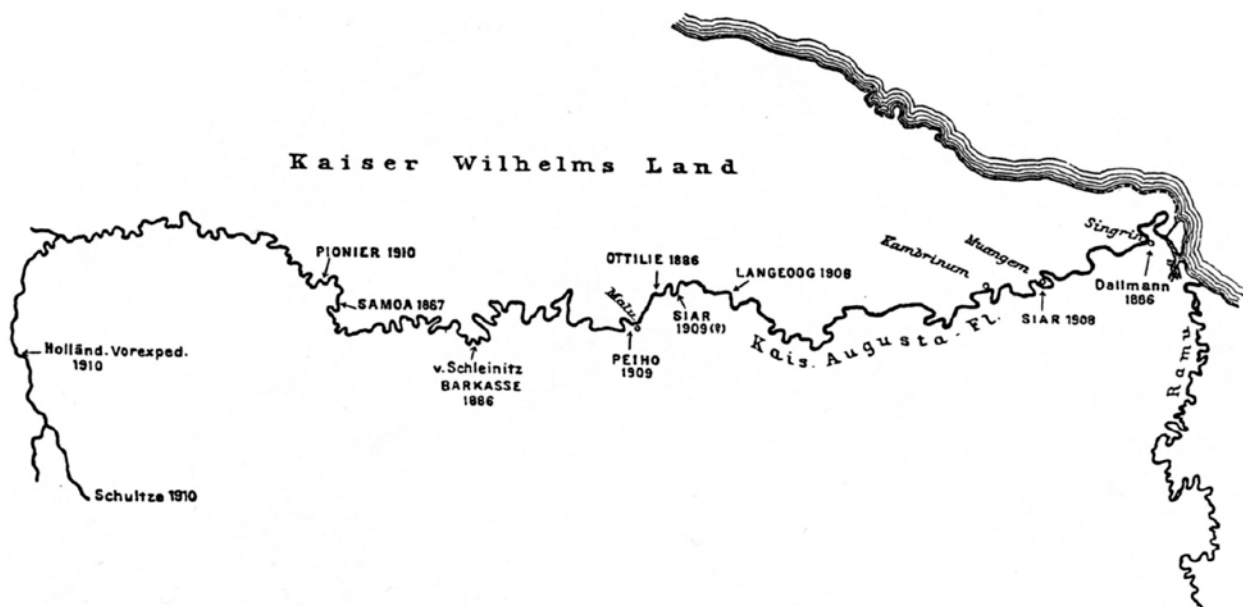 Kaiser Wilhelms Land
Singrin
PIONIER 1910
OTTILIE 1886
Kambrinum
Muangem
LANGEOOG 1908
Dallmann
1886
SAMOA 1887
Malu
SIAR
1909(?)
SIAR 1908
Kais. Augusta-Fl.
Holländ. Vorexped.
1910
v. Schleinitz
BARKASSE
1886
PEIHO
1909
Ramu
Schultze 1910